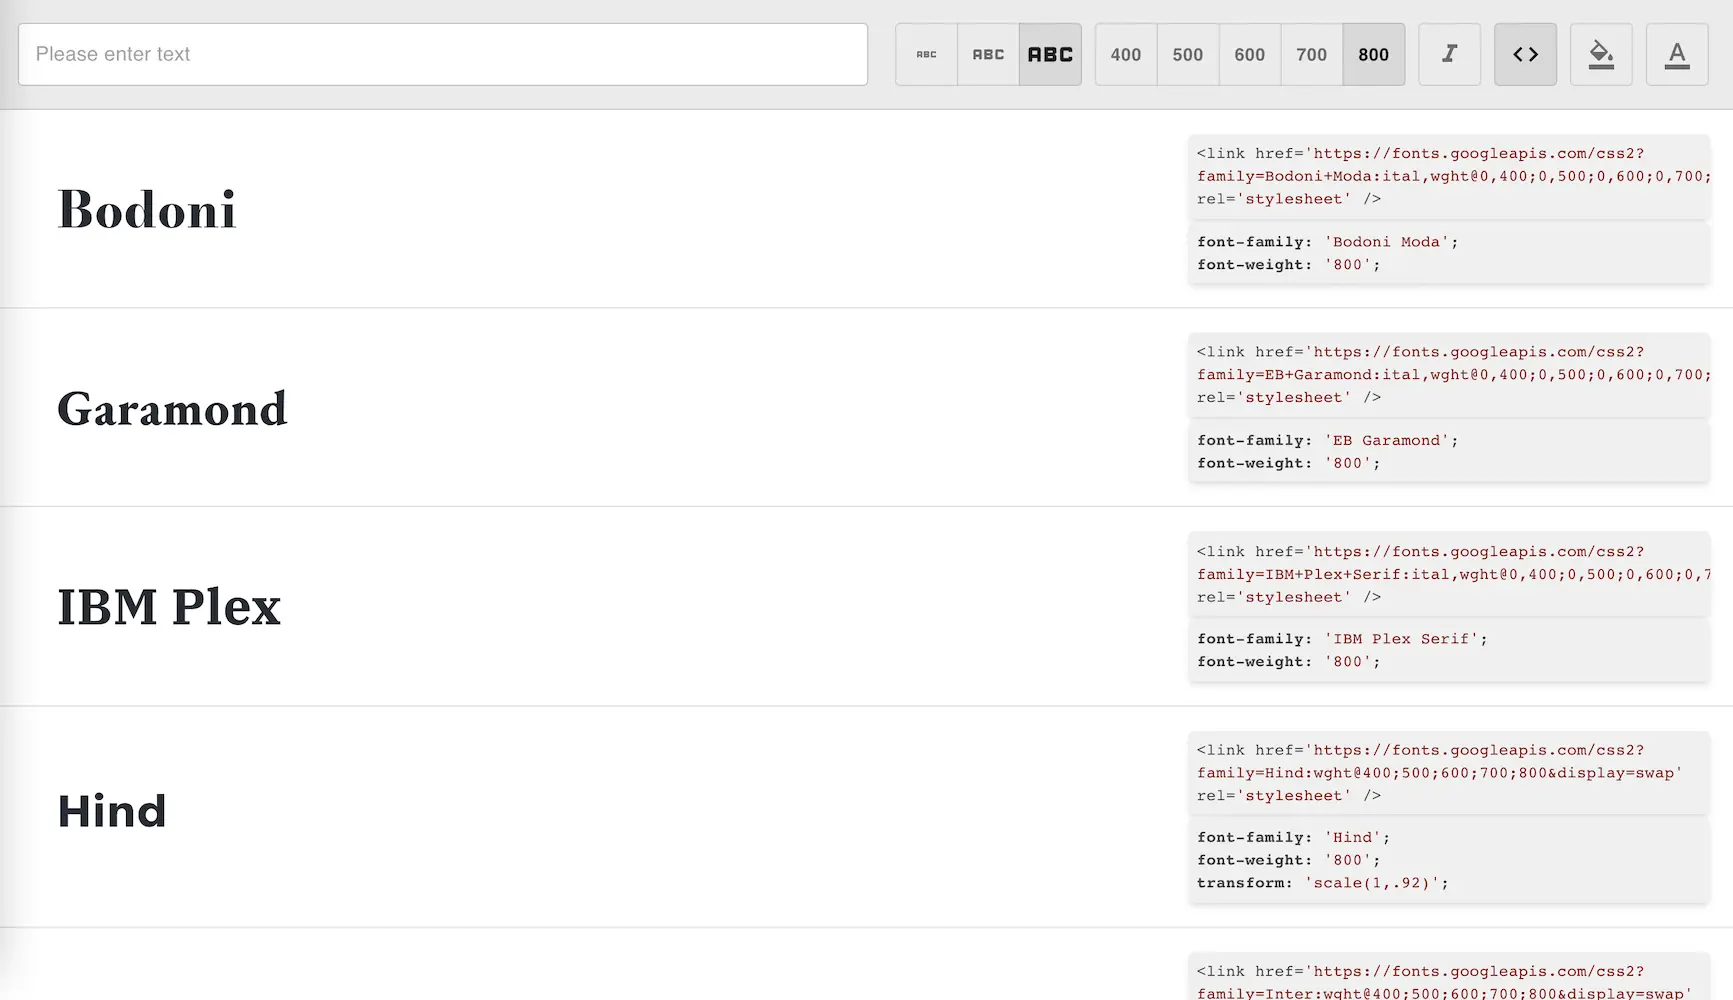 Please enter text
ABC ABC ABC 400 500 600 700 800 I <> A
Bodoni
<link href='https://fonts.googleapis.com/css2?
family=Bodoni+Moda:ital,wght@0,400;0,500;0,600;0,700;
rel='stylesheet' />
font-family: 'Bodoni Moda';
font-weight: '800';
Garamond
<link href='https://fonts.googleapis.com/css2?
family=EB+Garamond:ital,wght@0,400;0,500;0,600;0,700;
rel='stylesheet' />
font-family: 'EB Garamond';
font-weight: '800';
IBM Plex
<link href='https://fonts.googleapis.com/css2?
family=IBM+Plex+Serif:ital,wght@0,400;0,500;0,600;0,7
rel='stylesheet' />
font-family: 'IBM Plex Serif';
font-weight: '800';
Hind
<link href='https://fonts.googleapis.com/css2?
family=Hind:wght@400;500;600;700;800&display=swap'
rel='stylesheet' />
font-family: 'Hind';
font-weight: '800';
transform: 'scale(1,.92)';
<link href='https://fonts.googleapis.com/css2?
family=Inter:wght@400;500;600;700;800&display=swap'